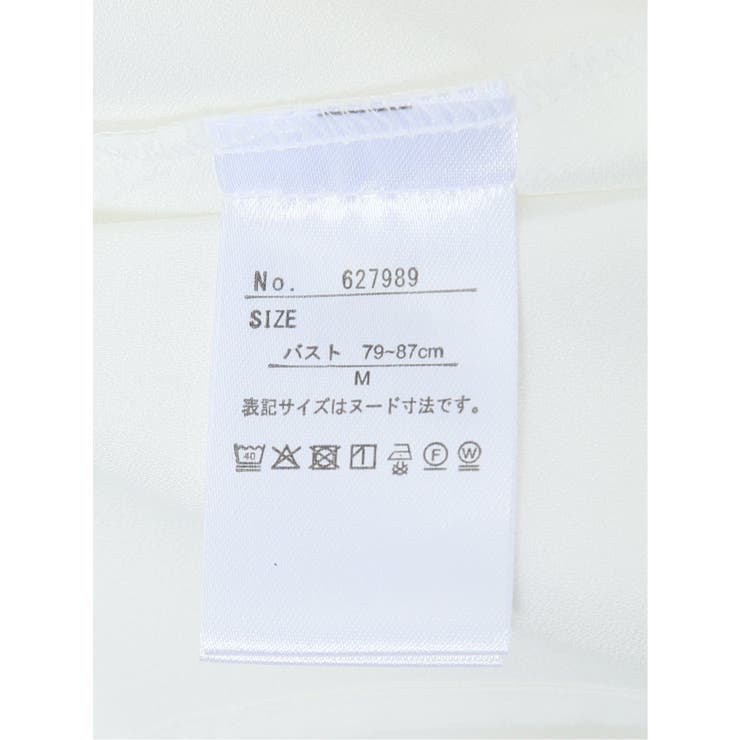 No. 627989
SIZE
バスト 79~87cm
M
表記サイズはヌード寸法です。
40 F W